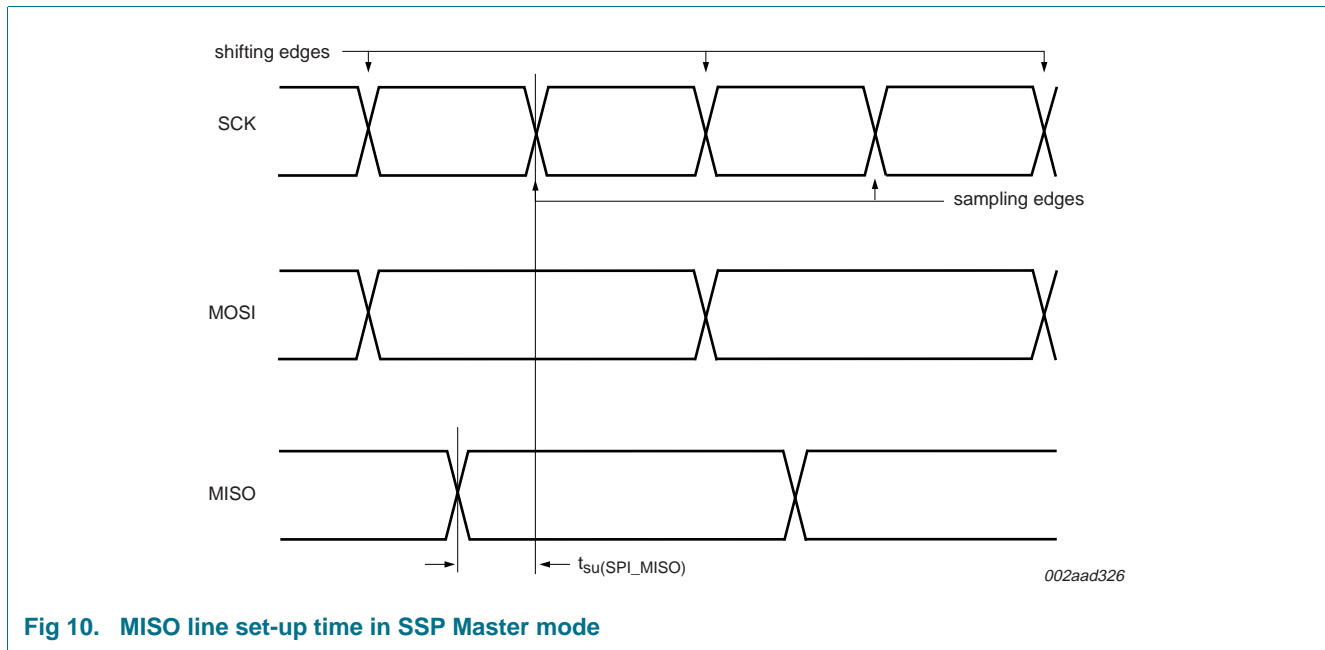 shifting edges
SCK
sampling edges
MOSI
MISO
tsu(SPI_MISO)
002aad326
Fig 10. MISO line set-up time in SSP Master mode